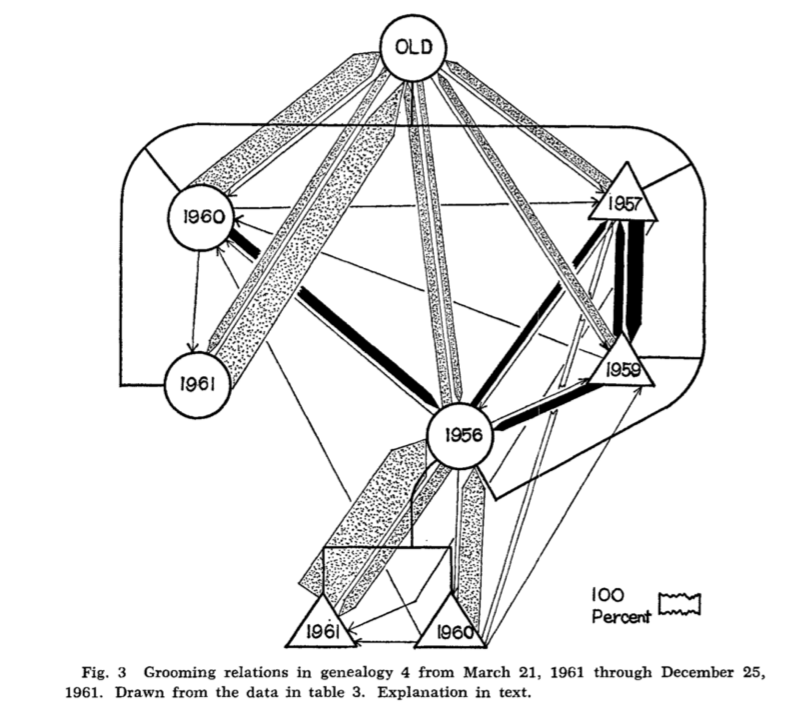 OLD
1957
1960
1959
1961
1956
100
Percent
1961
1960
Fig. 3 Grooming relations in genealogy 4 from March 21, 1961 through December 25,
1961. Drawn from the data in table 3. Explanation in text.